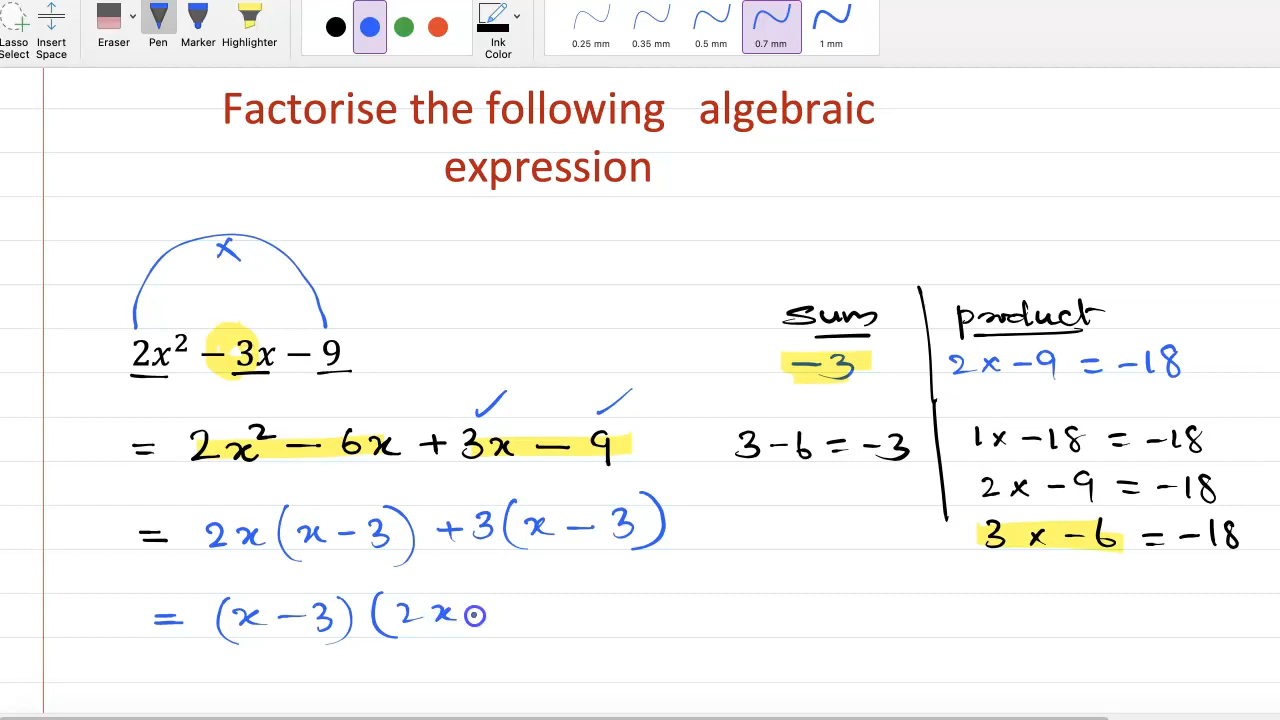 Lasso Select
Insert Space
Eraser
Pen
Marker
Highlighter
Ink Color
0.25 mm
0.35 mm
0.5 mm
0.7 mm
1 mm
Factorise the following algebraic
expression
x
2x² − 3x − 9
= 2x² − 6x + 3x − 9
= 2x(x − 3) + 3(x − 3)
= (x − 3)(2x
sum
−3
3 − 6 = −3
product
2 x −9 = −18
1 x −18 = −18
2 x −9 = −18
3 x −6 = −18